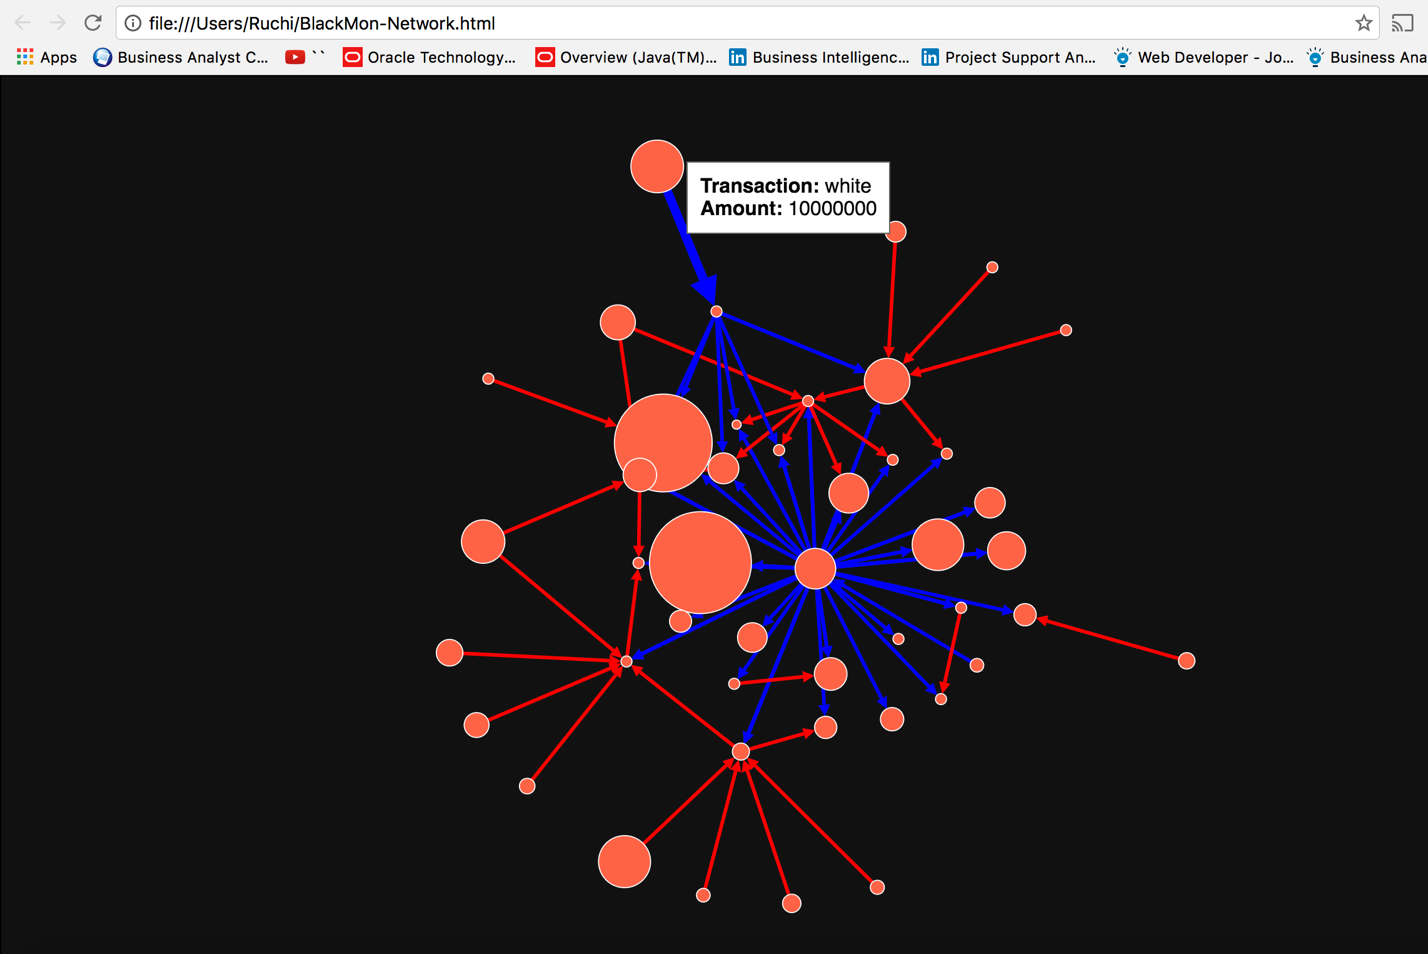 file:///Users/Ruchi/BlackMon-Network.html
Apps Business Analyst C... `` Oracle Technology... Overview (Java(TM)... Business Intelligenc... Project Support An... Web Developer - Jo... Business Ana
Transaction: white
Amount: 10000000